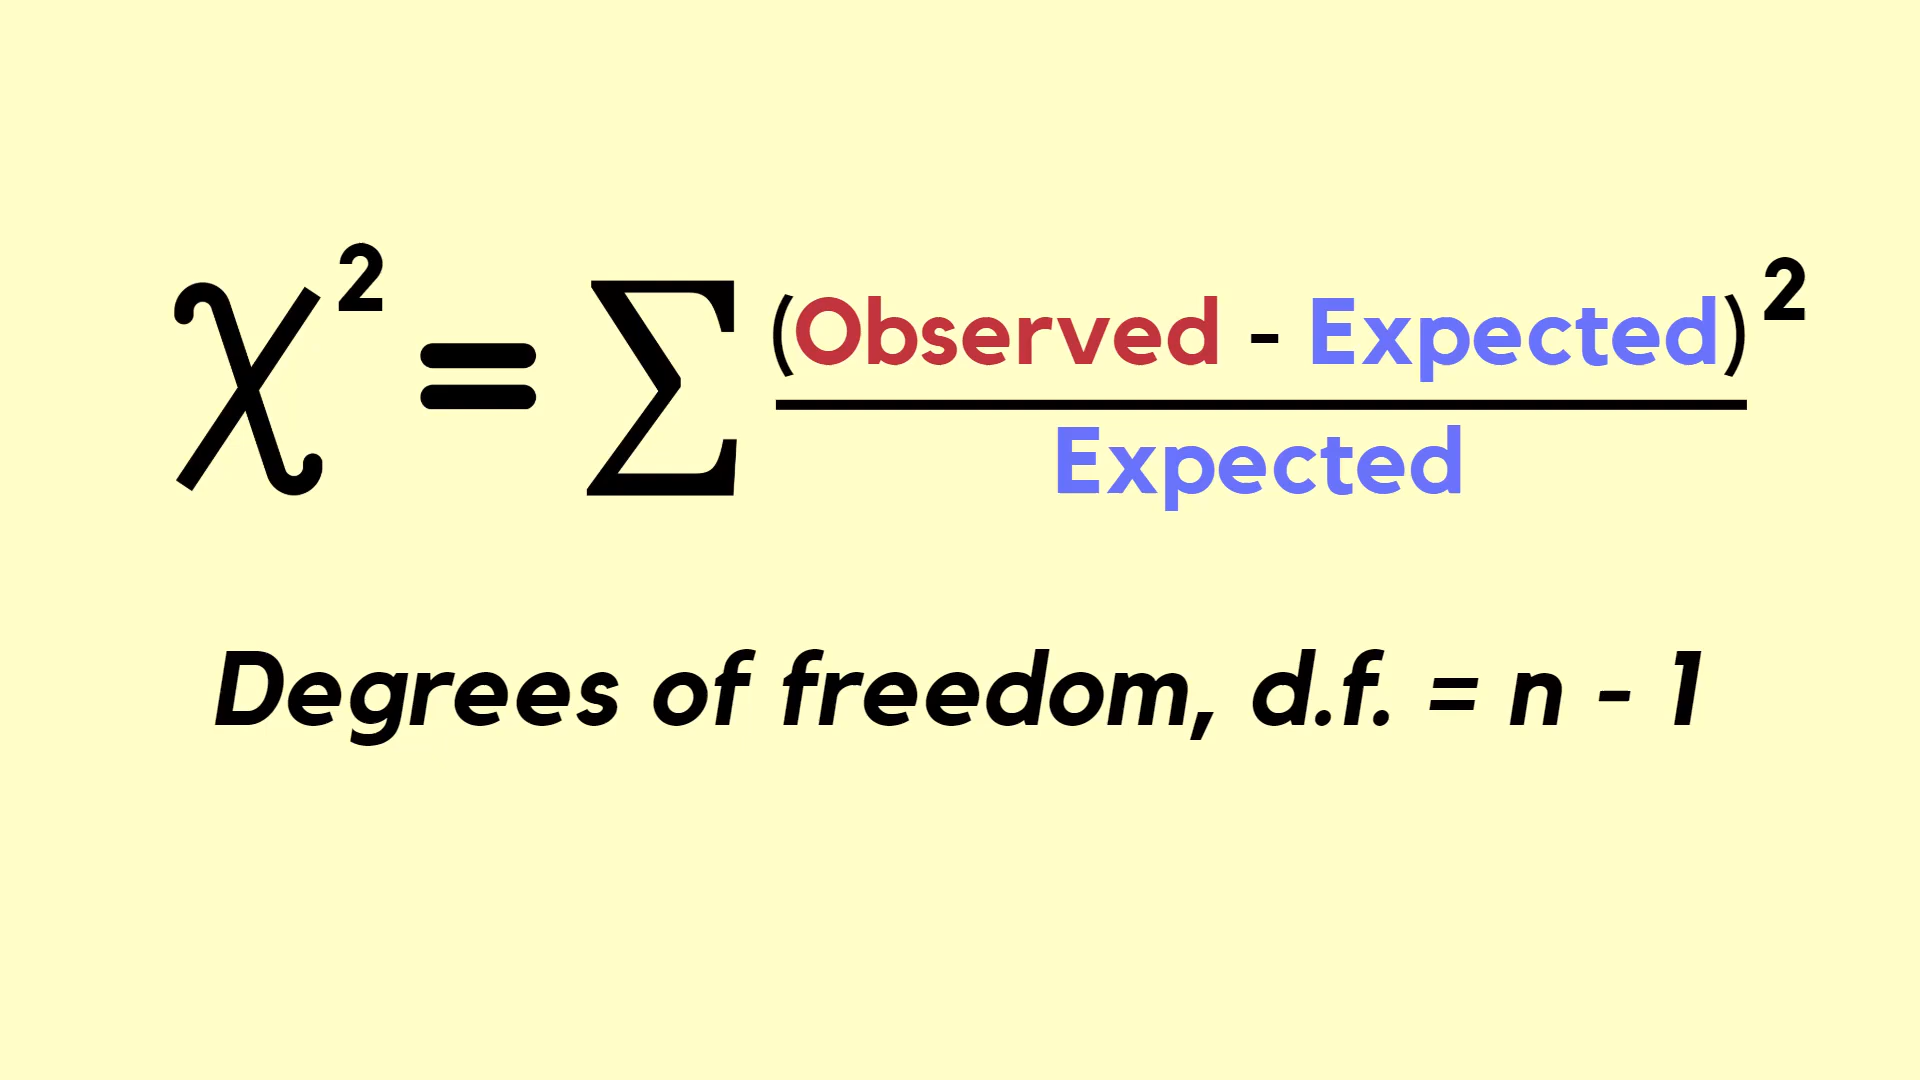 χ² = Σ (Observed - Expected)²
Expected
Degrees of freedom, d.f. = n - 1